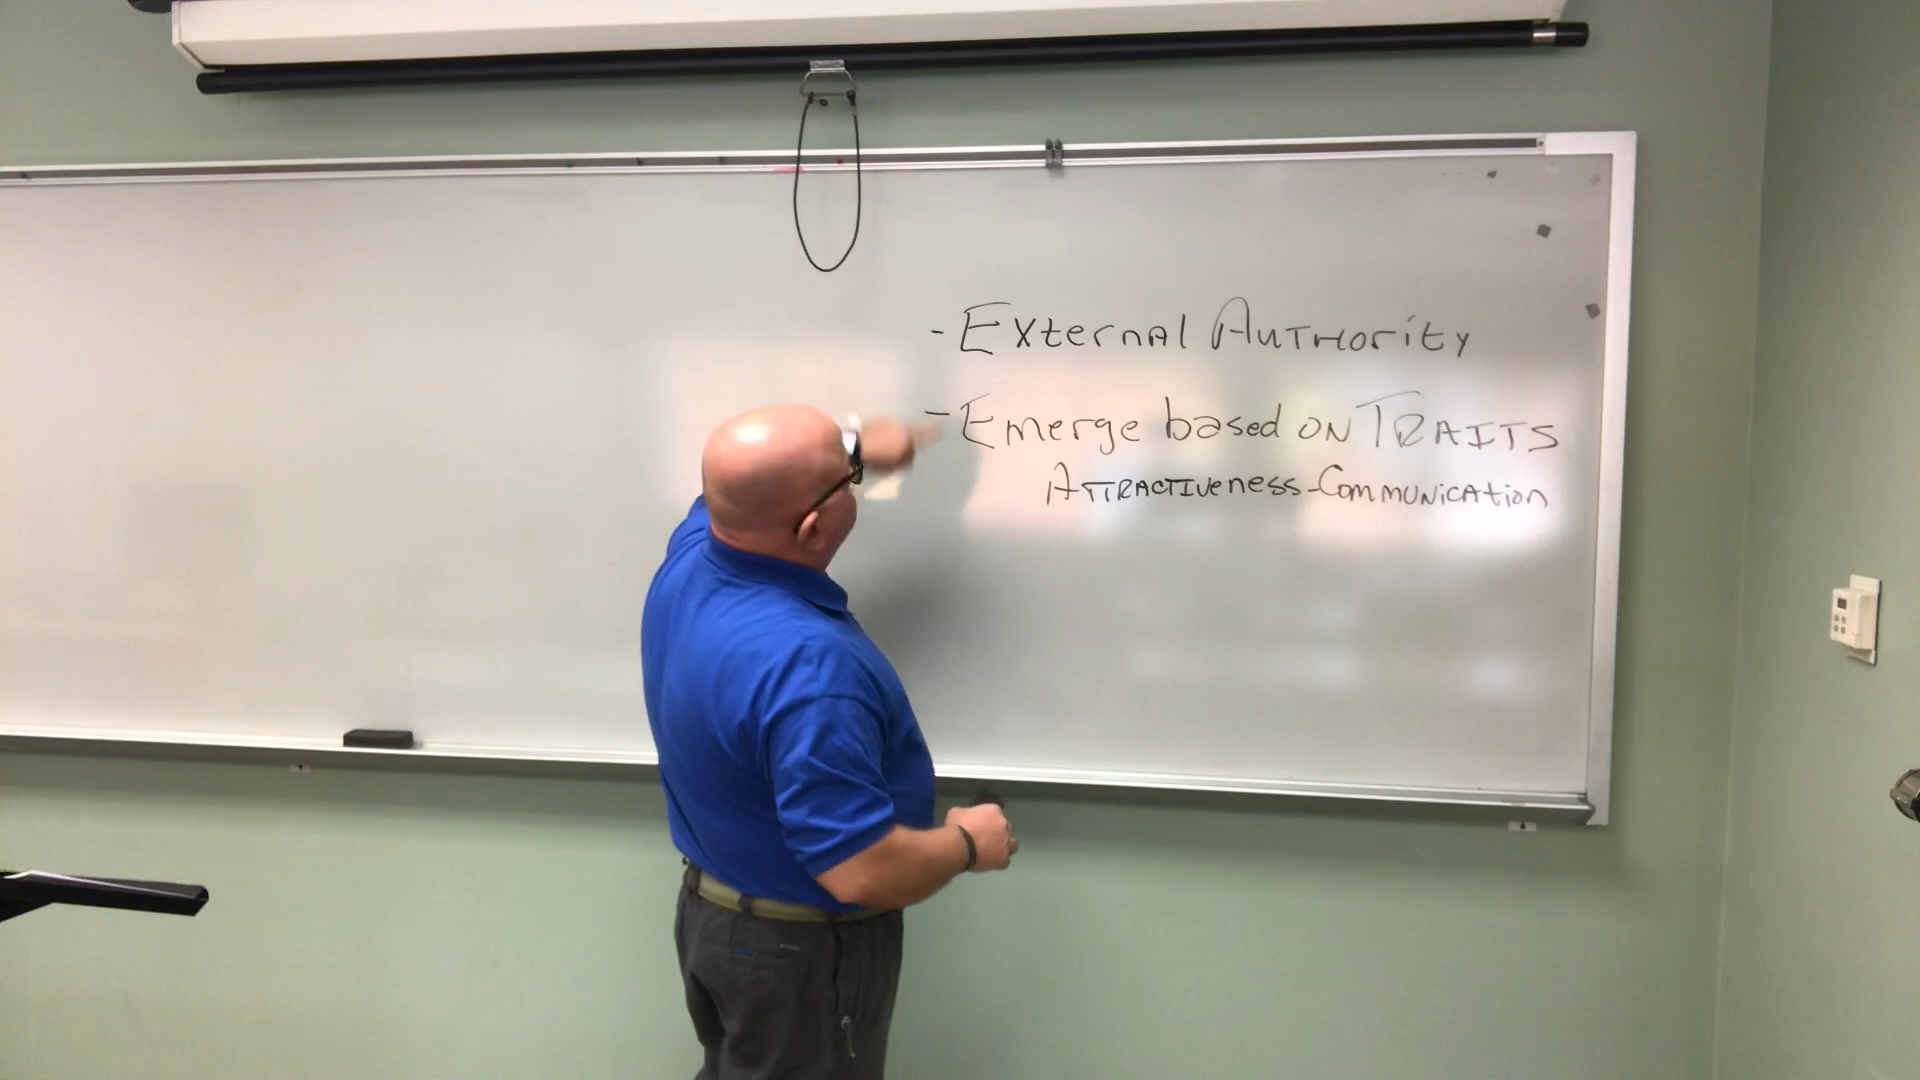 - External Authority
- Emerge based on TRAITS
Attractiveness - Communication